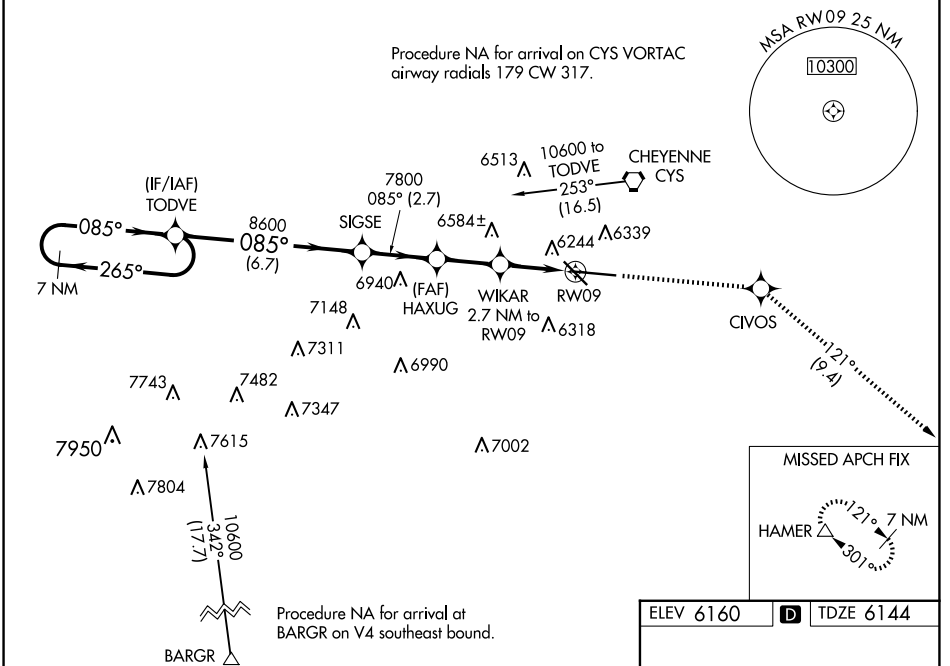 Procedure NA for arrival on CYS VORTAC
airway radials 179 CW 317.
MSA RW09 25 NM
10300
6513
10600 to
TODVE
253°
(16.5)
CHEYENNE
CYS
(IF/IAF)
TODVE
085°
265°
7 NM
8600
085°
(6.7)
SIGSE
7800
085° (2.7)
6584±
6244
6339
6940
(FAF)
HAXUG
WIKAR
2.7 NM to
RW09
RW09
6318
CIVOS
121°
(9.4)
7148
7311
6990
7743
7482
7347
7950
7615
7002
7804
10600
342°
(17.7)
BARGR
Procedure NA for arrival at
BARGR on V4 southeast bound.
MISSED APCH FIX
HAMER
121°
7 NM
301°
ELEV 6160 D TDZE 6144